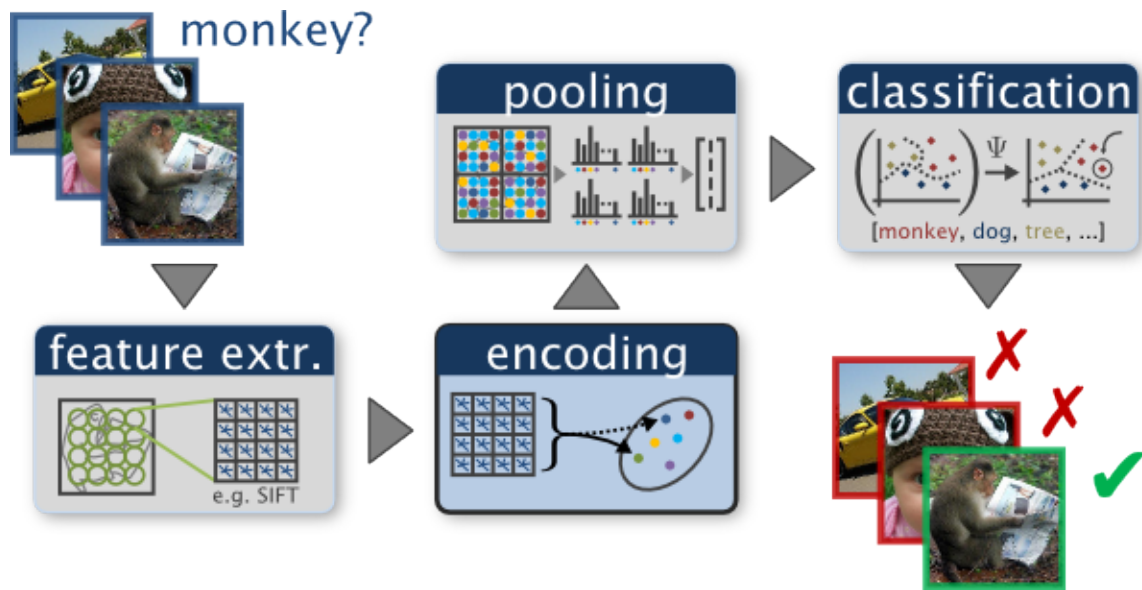 monkey?
feature extr.
e.g. SIFT
encoding
pooling
classification
Ψ
[monkey, dog, tree, ...]